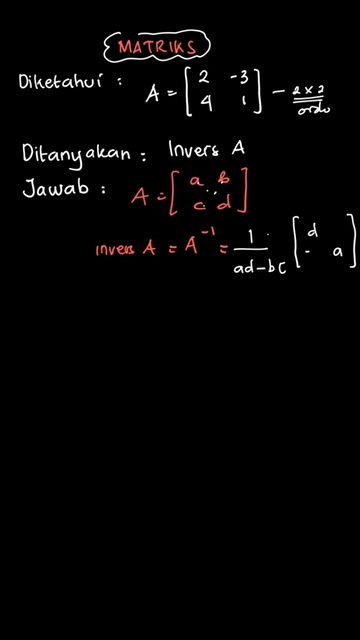 MATRIKS
Diketahui : A = [ 2 -3 ; 4 1 ] - 2 x 2
ordo
Ditanyakan : Invers A
Jawab : A = [ a b ; c d ]
Invers A = A⁻¹ = 1/(ad-bc) [ d ; - a ]